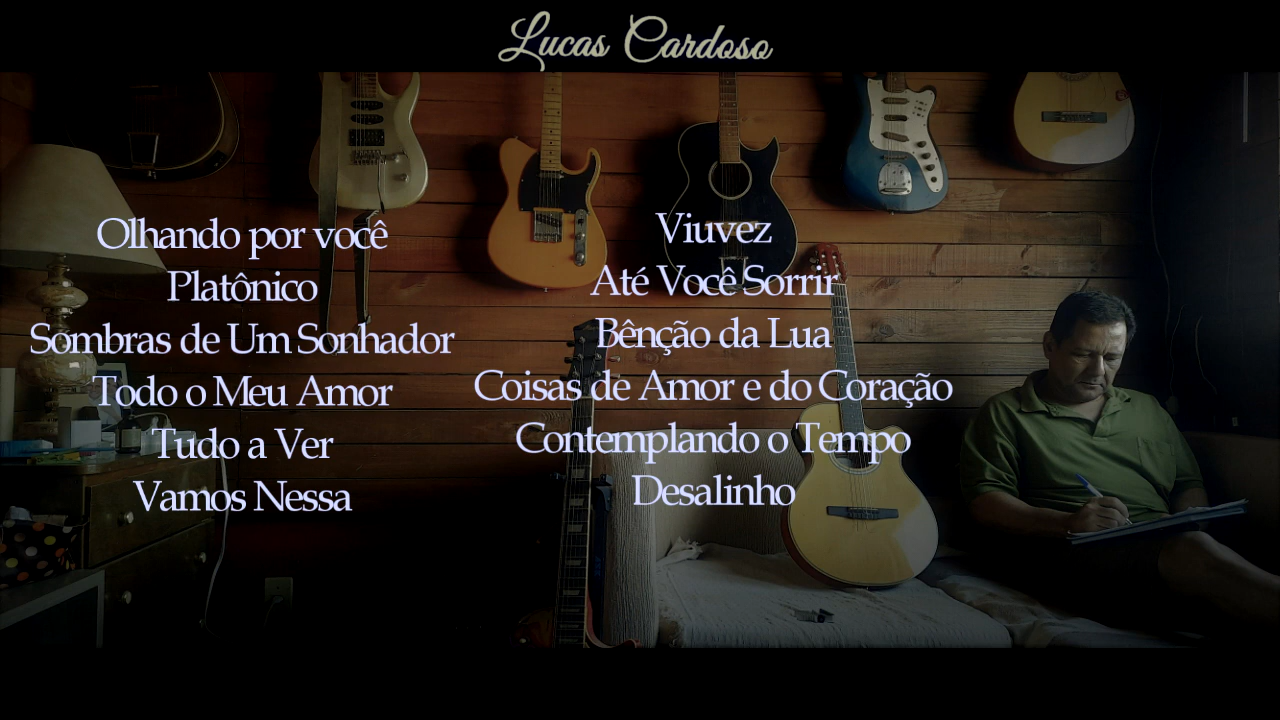 Lucas Cardoso
Olhando por você
Platônico
Sombras de Um Sonhador
Todo o Meu Amor
Tudo a Ver
Vamos Nessa
Viuvez
Até Você Sorrir
Bênção da Lua
Coisas de Amor e do Coração
Contemplando o Tempo
Desalinho